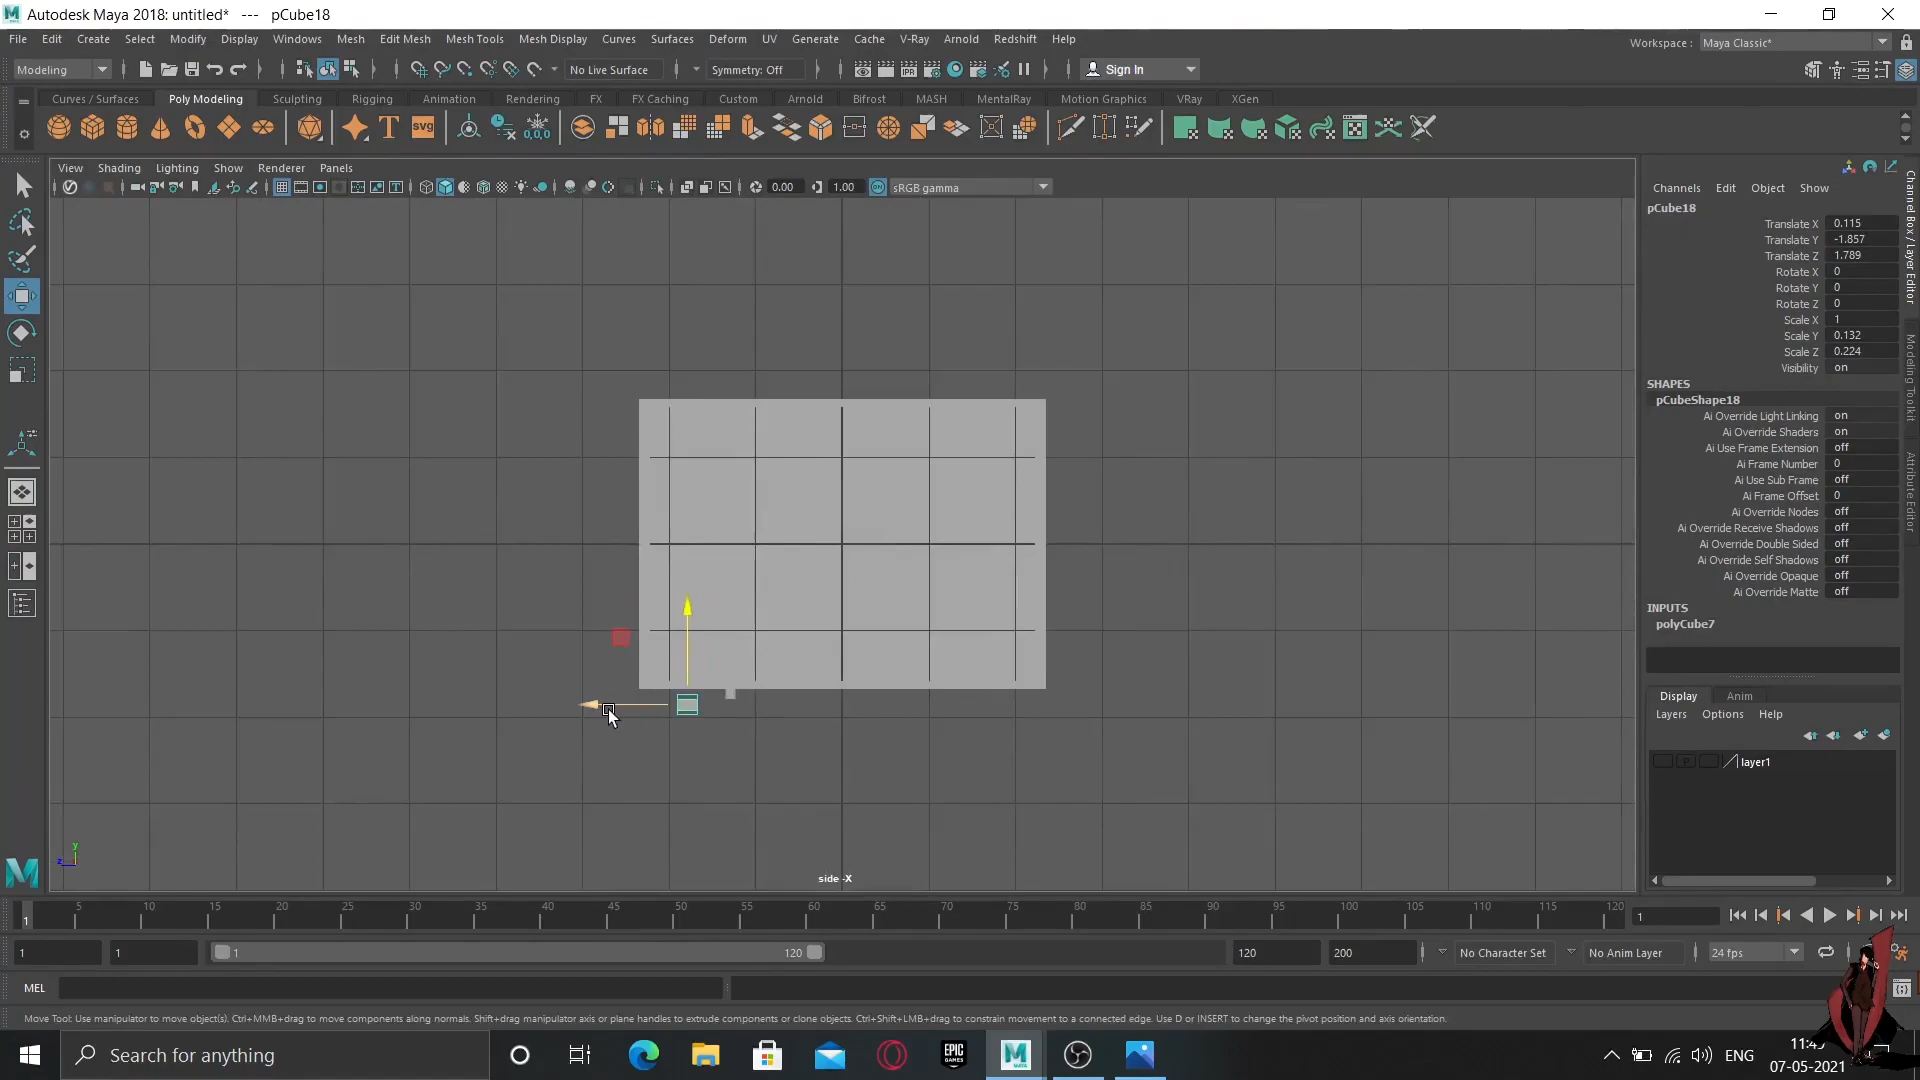 Autodesk Maya 2018: untitled* --- pCube18
File Edit Create Select Modify Display Windows Mesh Edit Mesh Mesh Tools Mesh Display Curves Surfaces Deform UV Generate Cache V-Ray Arnold Redshift Help
Workspace : Maya Classic*
Modeling No Live Surface Symmetry: Off Sign In
Curves / Surfaces Poly Modeling Sculpting Rigging Animation Rendering FX FX Caching Custom Arnold Bifrost MASH MentalRay Motion Graphics VRay XGen
T svg 0,0,0
View Shading Lighting Show Renderer Panels
0.00 1.00 ON sRGB gamma
Channels Edit Object Show
pCube18
Translate X 0.115
Translate Y -1.857
Translate Z 1.789
Rotate X 0
Rotate Y 0
Rotate Z 0
Scale X 1
Scale Y 0.132
Scale Z 0.224
Visibility on
SHAPES
pCubeShape18
Ai Override Light Linking on
Ai Override Shaders on
Ai Use Frame Extension off
Ai Frame Number 0
Ai Use Sub Frame off
Ai Frame Offset 0
Ai Override Nodes off
Ai Override Receive Shadows off
Ai Override Double Sided off
Ai Override Self Shadows off
Ai Override Opaque off
Ai Override Matte off
INPUTS
polyCube7
Display Anim
Layers Options Help
P layer1
Channel Box / Layer Editor
Modeling Toolkit
Attribute Editor
y
z
side -X
5 10 15 20 25 30 35 40 45 50 55 60 65 70 75 80 85 90 95 100 105 110 115 120
1 1
1 1 1 120 120 200 No Character Set No Anim Layer 24 fps
MEL
Move Tool: Use manipulator to move object(s). Ctrl+MMB+drag to move components along normals. Shift+drag manipulator axis or plane handles to extrude components or clone objects. Ctrl+Shift+LMB+drag to constrain movement to a connected edge. Use D or INSERT to change the pivot position and axis orientation.
Search for anything
EPIC GAMES
MAYA
ENG
07-05-2021